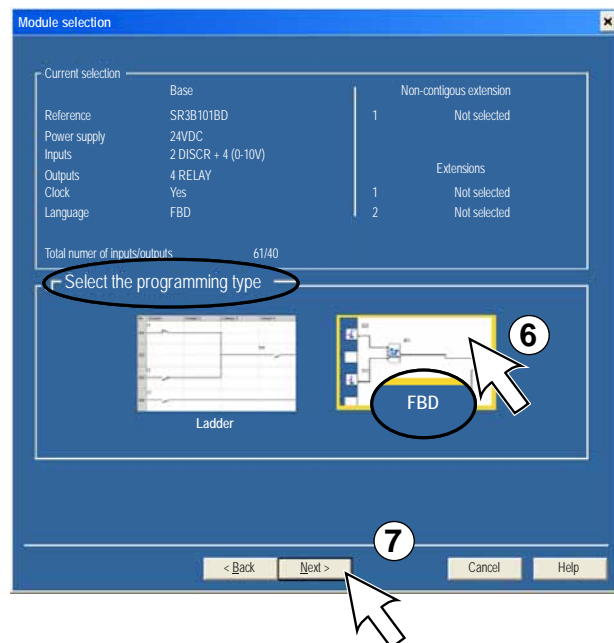 Module selection
Current selection
Base
Non-contigous extension
Reference SR3B101BD 1 Not selected
Power supply 24VDC
Inputs 2 DISCR + 4 (0-10V)
Outputs 4 RELAY Extensions
Clock Yes 1 Not selected
Language FBD 2 Not selected
Total numer of inputs/outputs 61/40
Select the programming type
6
Ladder
FBD
7
< Back Next > Cancel Help